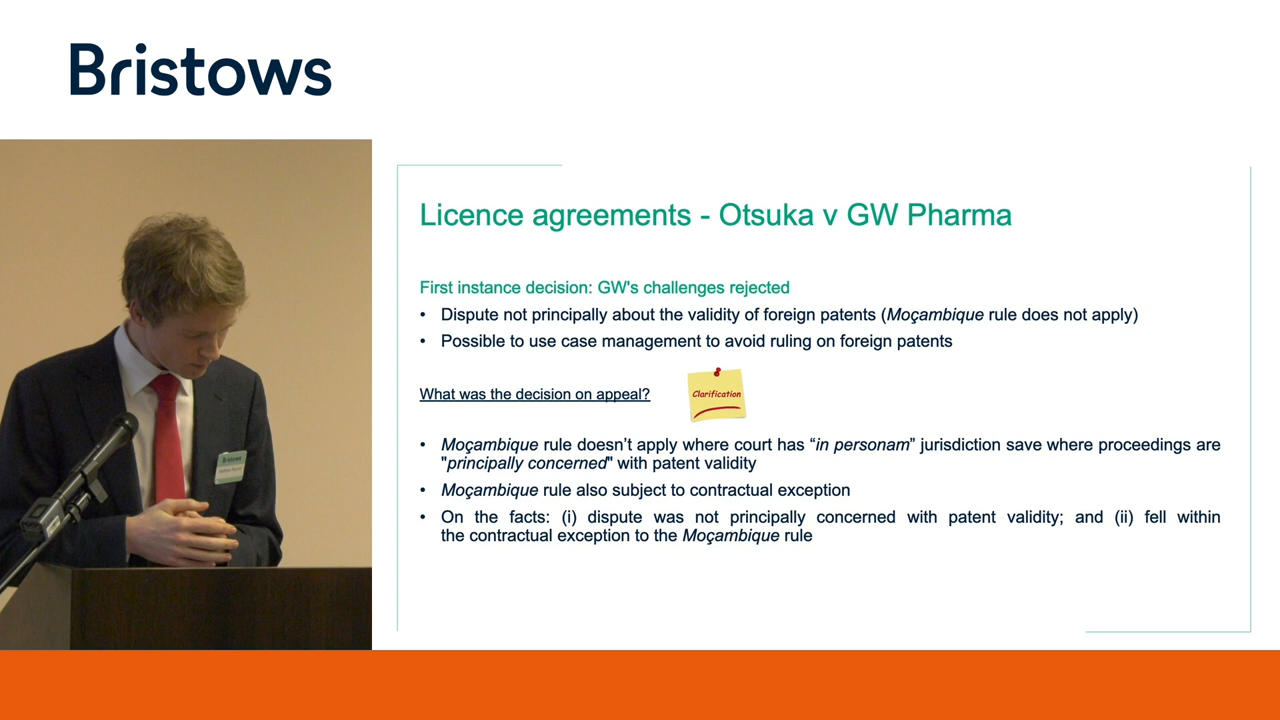 Bristows
Licence agreements - Otsuka v GW Pharma
First instance decision: GW's challenges rejected
• Dispute not principally about the validity of foreign patents (Moçambique rule does not apply)
• Possible to use case management to avoid ruling on foreign patents
What was the decision on appeal?
Clarification
• Moçambique rule doesn’t apply where court has “in personam” jurisdiction save where proceedings are
"principally concerned" with patent validity
• Moçambique rule also subject to contractual exception
• On the facts: (i) dispute was not principally concerned with patent validity; and (ii) fell within
the contractual exception to the Moçambique rule
Bristows